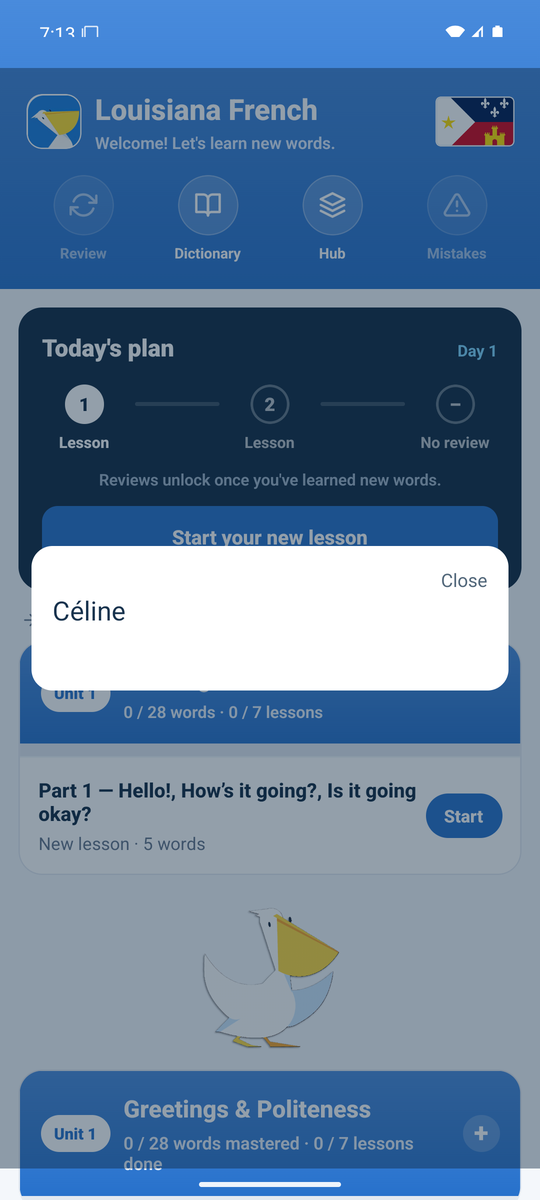 7:13
Louisiana French
Welcome! Let's learn new words.
Review
Dictionary
Hub
Mistakes
Today's plan
Day 1
1
2
–
Lesson
Lesson
No review
Reviews unlock once you've learned new words.
Start your new lesson
Close
Céline
Unit 1
0 / 28 words · 0 / 7 lessons
Part 1 — Hello!, How’s it going?, Is it going
okay?
New lesson · 5 words
Start
Greetings & Politeness
Unit 1
0 / 28 words mastered · 0 / 7 lessons
done
+